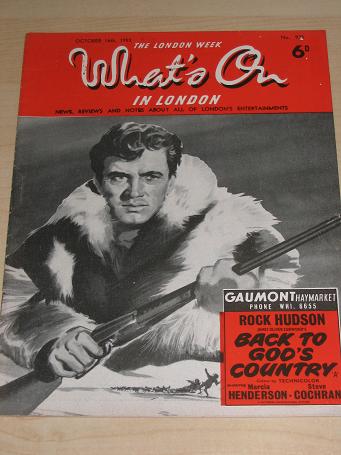 OCTOBER 16th, 1953
No. 
6D
THE LONDON WEEK
What's On
IN LONDON
NEWS, REVIEWS AND NOTES ABOUT ALL OF LONDON'S ENTERTAINMENTS
GAUMONT HAYMARKET
PHONE WHI. 6655
ROCK HUDSON
JAMES OLIVER CURWOOD'S
BACK TO
GOD'S
COUNTRY
Colour by TECHNICOLOR
Marcia Steve
HENDERSON · COCHRAN